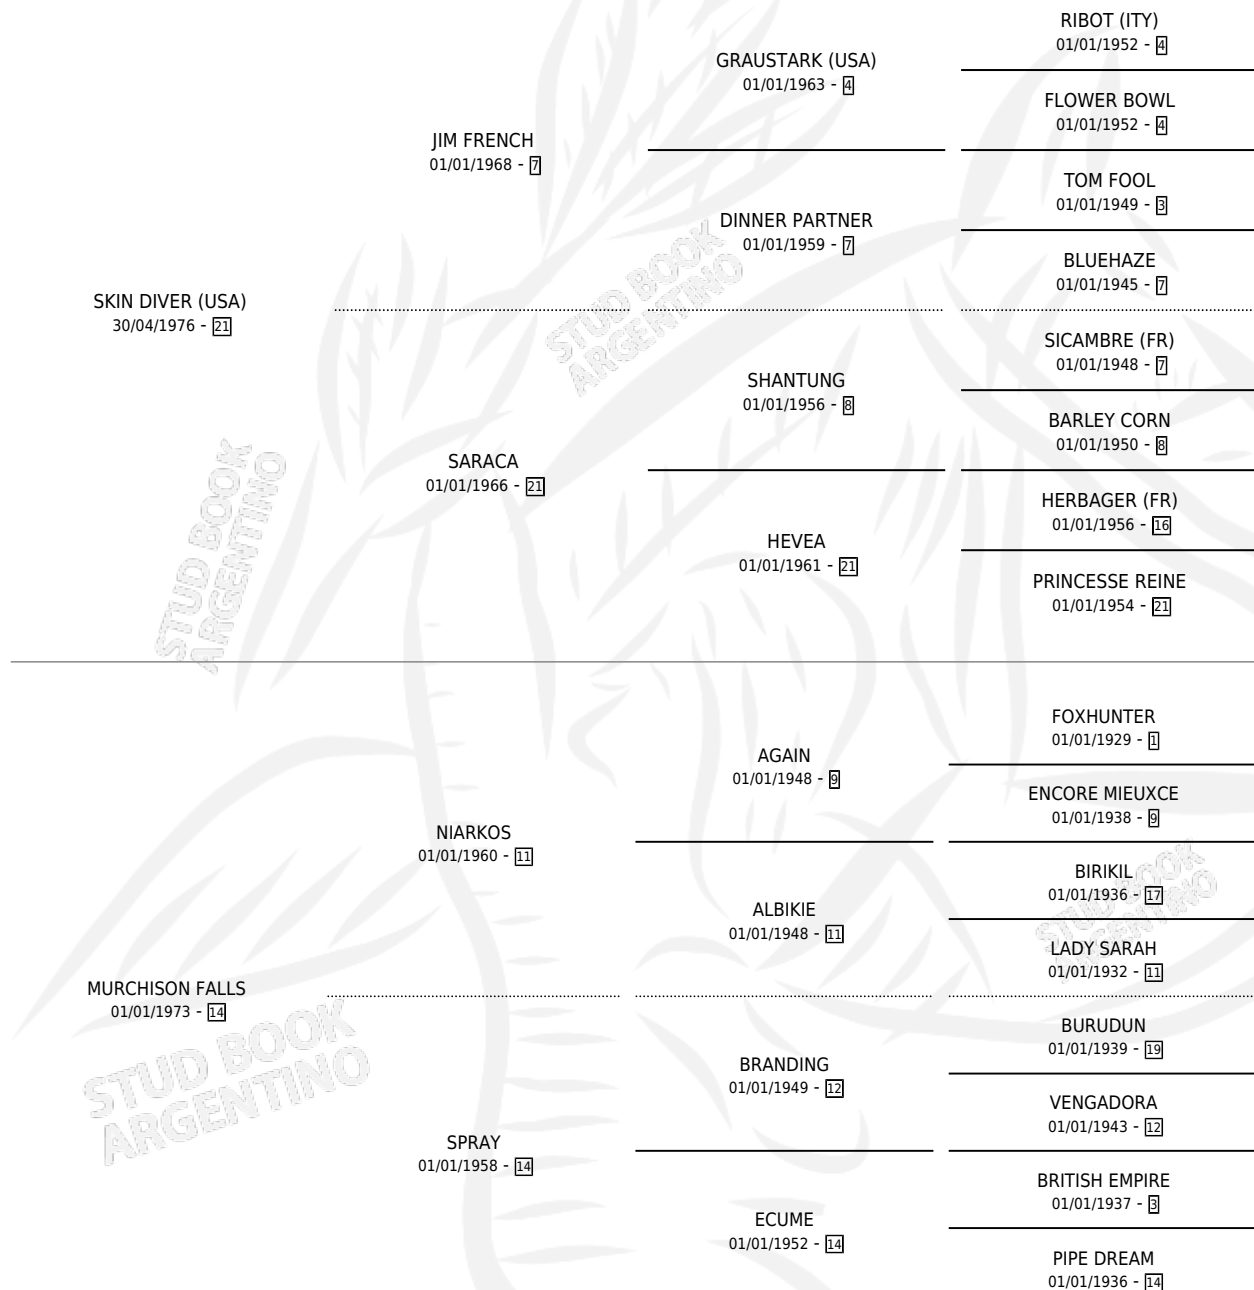 RIBOT (ITY)
01/01/1952 - 4
GRAUSTARK (USA)
01/01/1963 - 4
FLOWER BOWL
01/01/1952 - 4
JIM FRENCH
01/01/1968 - 7
TOM FOOL
01/01/1949 - 3
DINNER PARTNER
01/01/1959 - 7
BLUEHAZE
01/01/1945 - 7
SKIN DIVER (USA)
30/04/1976 - 21
SICAMBRE (FR)
01/01/1948 - 7
SHANTUNG
01/01/1956 - 8
BARLEY CORN
01/01/1950 - 8
SARACA
01/01/1966 - 21
HERBAGER (FR)
01/01/1956 - 16
HEVEA
01/01/1961 - 21
PRINCESSE REINE
01/01/1954 - 21
FOXHUNTER
01/01/1929 - 1
AGAIN
01/01/1948 - 9
ENCORE MIEUXCE
01/01/1938 - 9
NIARKOS
01/01/1960 - 11
BIRIKIL
01/01/1936 - 17
ALBIKIE
01/01/1948 - 11
LADY SARAH
01/01/1932 - 11
MURCHISON FALLS
01/01/1973 - 14
BURUDUN
01/01/1939 - 19
BRANDING
01/01/1949 - 12
VENGADORA
01/01/1943 - 12
SPRAY
01/01/1958 - 14
BRITISH EMPIRE
01/01/1937 - 3
ECUME
01/01/1952 - 14
PIPE DREAM
01/01/1936 - 14
STUD BOOK
ARGENTINO
STUD BOOK
ARGENTINO
STUD BOOK
ARGENTINO
STUD BOOK
ARGENTINO